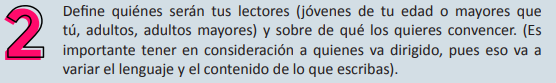 2
Define quiénes serán tus lectores (jóvenes de tu edad o mayores que
tú, adultos, adultos mayores) y sobre de qué los quieres convencer. (Es
importante tener en consideración a quienes va dirigido, pues eso va a
variar el lenguaje y el contenido de lo que escribas).